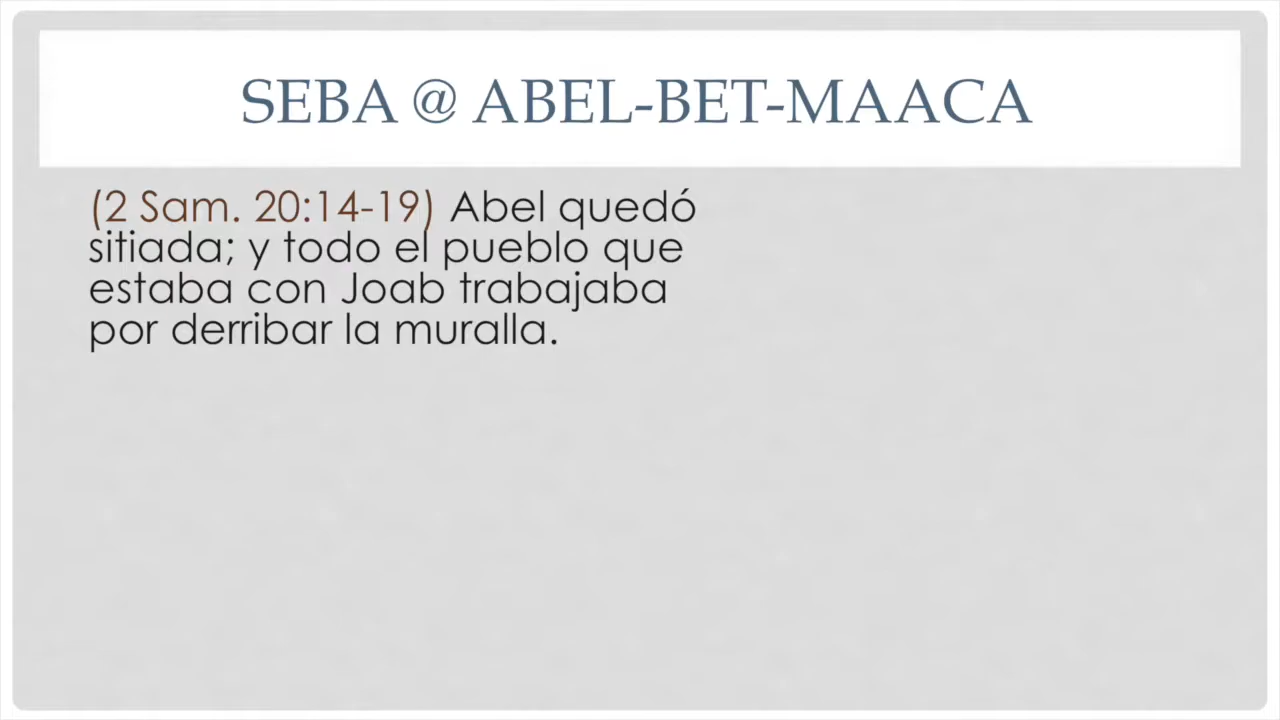 SEBA @ ABEL-BET-MAACA
(2 Sam. 20:14-19) Abel quedó
sitiada; y todo el pueblo que
estaba con Joab trabajaba
por derribar la muralla.